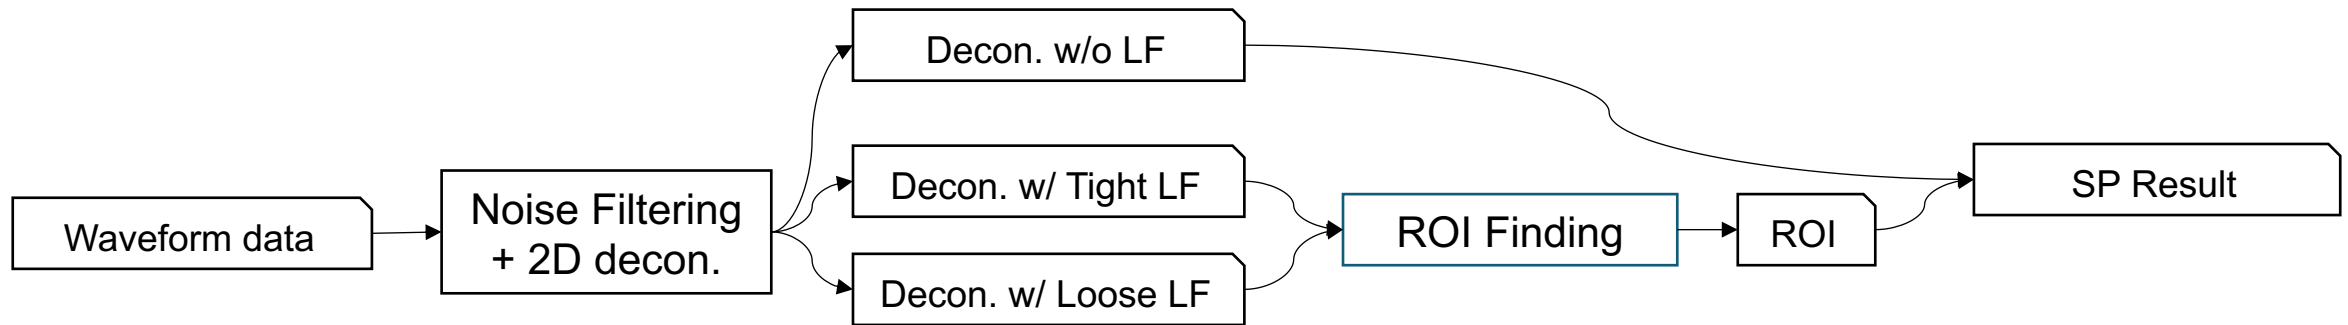 Waveform data
Noise Filtering
+ 2D decon.
Decon. w/o LF
Decon. w/ Tight LF
Decon. w/ Loose LF
ROI Finding
ROI
SP Result